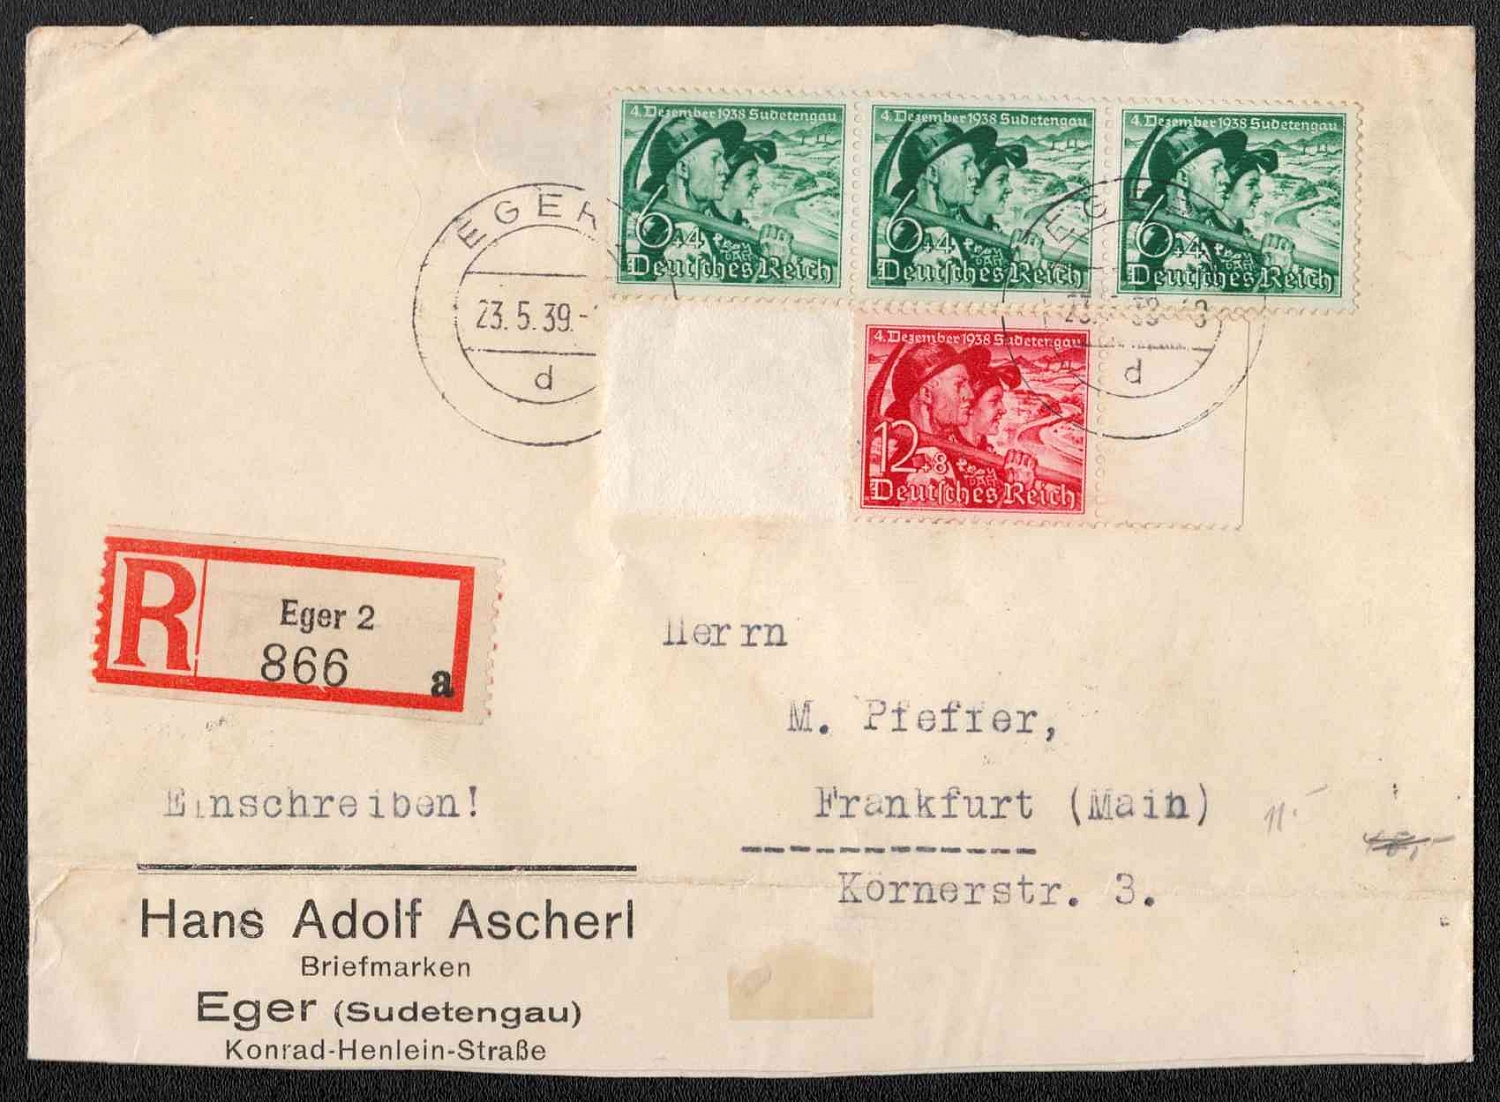 4. Dezember 1938 Sudetengau
6+4
Deutsches Reich
4. Dezember 1938 Sudetengau
6+4
Deutsches Reich
4. Dezember 1938 Sudetengau
6+4
Deutsches Reich
EGER
23.5.39.-
d
EGER
d
4. Dezember 1938 Sudetengau
12+8
Deutsches Reich
R
Eger 2
866
a
Herrn
M. Pfeffer,
Frankfurt (Main)
Körnerstr. 3.
Einschreiben!
Hans Adolf Ascherl
Briefmarken
Eger (Sudetengau)
Konrad-Henlein-Straße